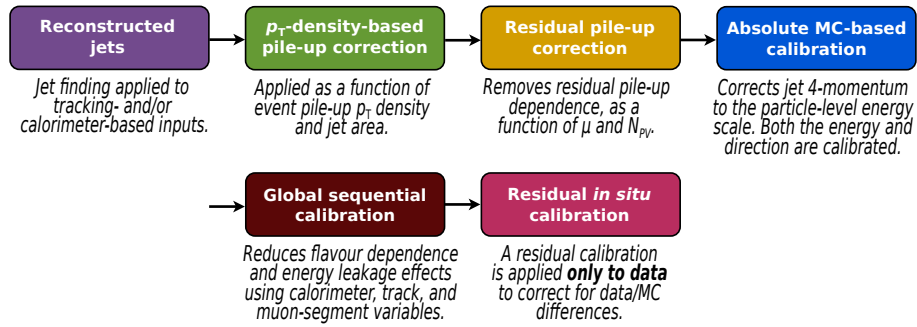 Reconstructed
jets
Jet finding applied to
tracking- and/or
calorimeter-based inputs.
pT-density-based
pile-up correction
Applied as a function of
event pile-up pT density
and jet area.
Residual pile-up
correction
Removes residual pile-up
dependence, as a
function of µ and NPV.
Absolute MC-based
calibration
Corrects jet 4-momentum
to the particle-level energy
scale. Both the energy and
direction are calibrated.
Global sequential
calibration
Reduces flavour dependence
and energy leakage effects
using calorimeter, track, and
muon-segment variables.
Residual in situ
calibration
A residual calibration
is applied only to data
to correct for data/MC
differences.